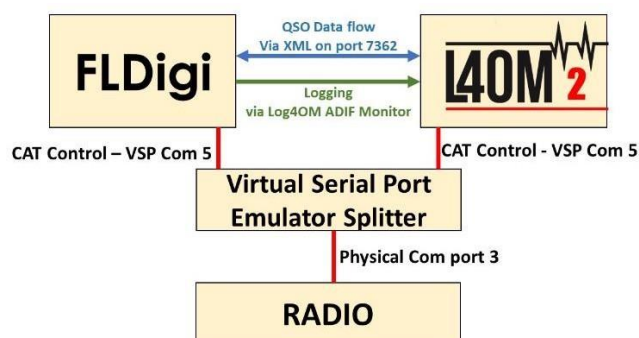 QSO Data flow
Via XML on port 7362
FLDigi
L4OM 2
Logging
via Log4OM ADIF Monitor
CAT Control – VSP Com 5
CAT Control - VSP Com 5
Virtual Serial Port
Emulator Splitter
Physical Com port 3
RADIO